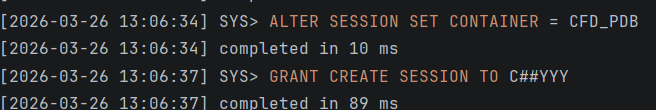 [2026-03-26 13:06:34] SYS> ALTER SESSION SET CONTAINER = CFD_PDB
[2026-03-26 13:06:34] completed in 10 ms
[2026-03-26 13:06:37] SYS> GRANT CREATE SESSION TO C##YYY
[2026-03-26 13:06:37] completed in 89 ms